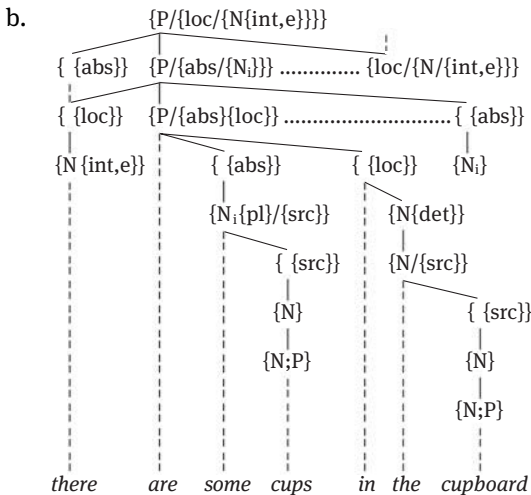 b.
{P/{loc/{N{int,e}}}}
{ {abs}} {P/{abs/{Nᵢ}}} .............. {loc/{N/{int,e}}}
{ {loc}} {P/{abs}{loc}} ............................. { {abs}}
{N {int,e}} { {abs}} { {loc}} {Nᵢ}
{Nᵢ{pl}/{src}} {N{det}}
{ {src}} {N/{src}}
{N} { {src}}
{N;P} {N}
{N;P}
there are some cups in the cupboard